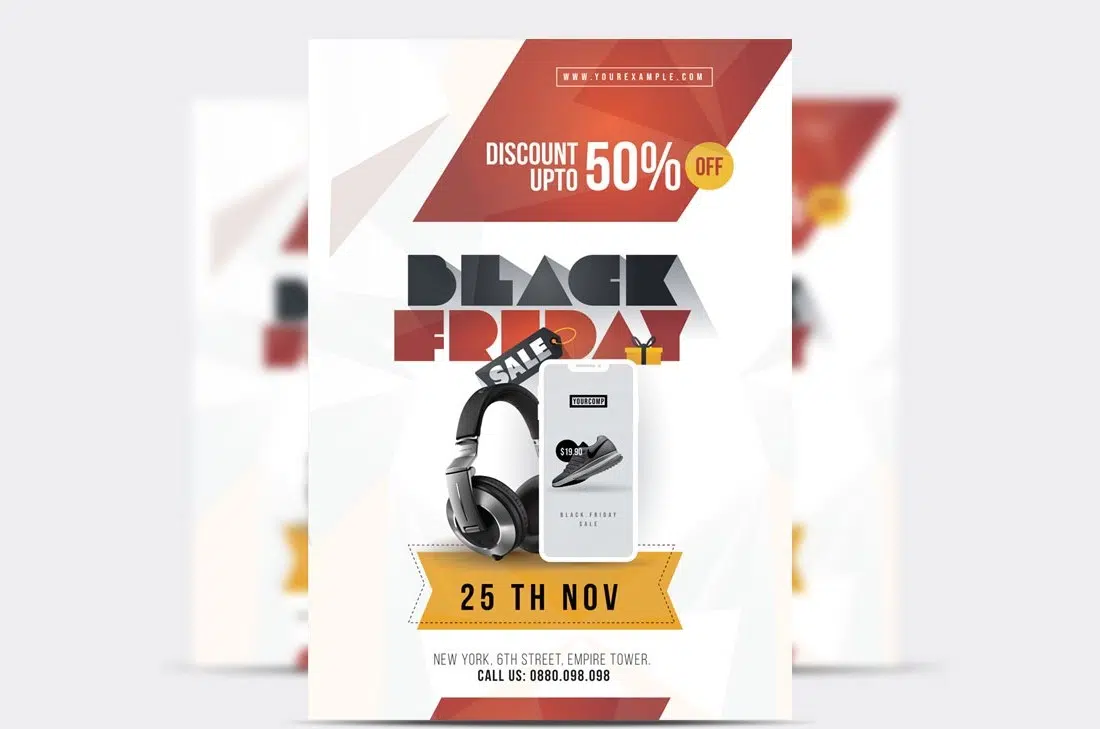 WWW.YOUREXAMPLE.COM
DISCOUNT
UPTO 50% OFF
BLACK
FRIDAY
SALE
YOURCOMP
$19.90
BLACK FRIDAY
SALE
25 TH NOV
NEW YORK, 6TH STREET, EMPIRE TOWER.
CALL US: 0880.098.098